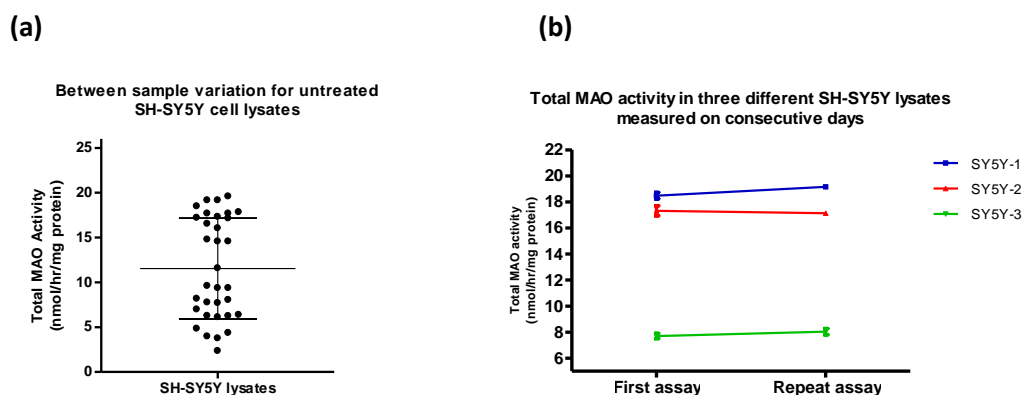 (a)
Between sample variation for untreated
SH-SY5Y cell lysates
Total MAO Activity
(nmol/hr/mg protein)
25
20
15
10
5
0
SH-SY5Y lysates
(b)
Total MAO activity in three different SH-SY5Y lysates
measured on consecutive days
Total MAO activity
(nmol/hr/mg protein)
22
20
18
16
14
12
10
8
6
First assay
Repeat assay
SY5Y-1
SY5Y-2
SY5Y-3